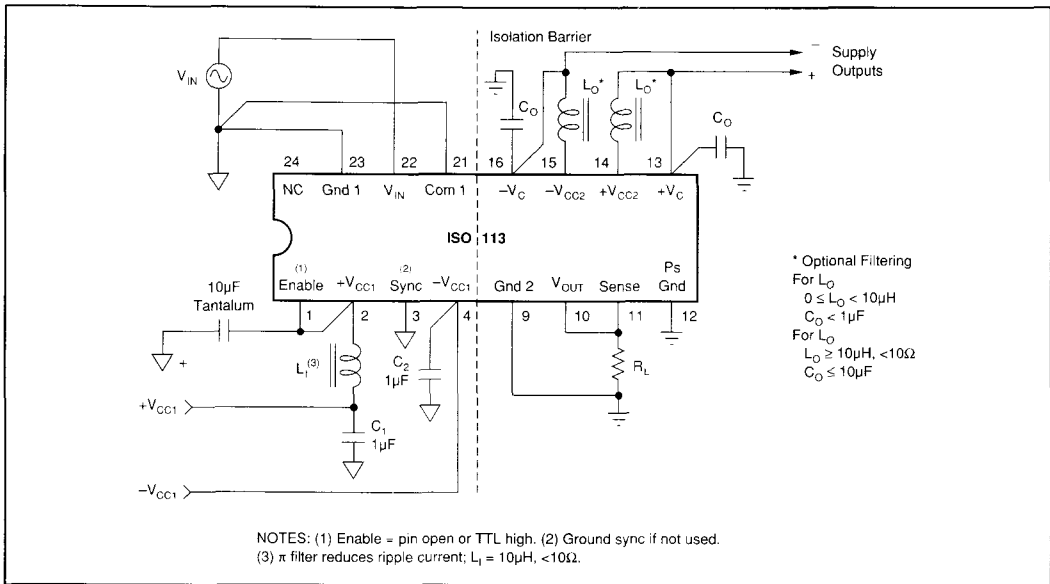 Isolation Barrier
− Supply
+ Outputs
V_IN
L_O*
L_O*
C_O
C_O
24 23 22 21 16 15 14 13
NC Gnd 1 V_IN Com 1 −V_C −V_CC2 +V_CC2 +V_C
ISO 113
(1) (2) Ps
Enable +V_CC1 Sync −V_CC1 Gnd 2 V_OUT Sense Gnd
1 2 3 4 9 10 11 12
10µF
Tantalum
+
L_I(3)
C_2
1µF
R_L
+V_CC1
C_1
1µF
−V_CC1
* Optional Filtering
For L_O
0 ≤ L_O < 10µH
C_O < 1µF
For L_O
L_O ≥ 10µH, <10Ω
C_O ≤ 10µF
NOTES: (1) Enable = pin open or TTL high. (2) Ground sync if not used.
(3) π filter reduces ripple current; L_I = 10µH, <10Ω.